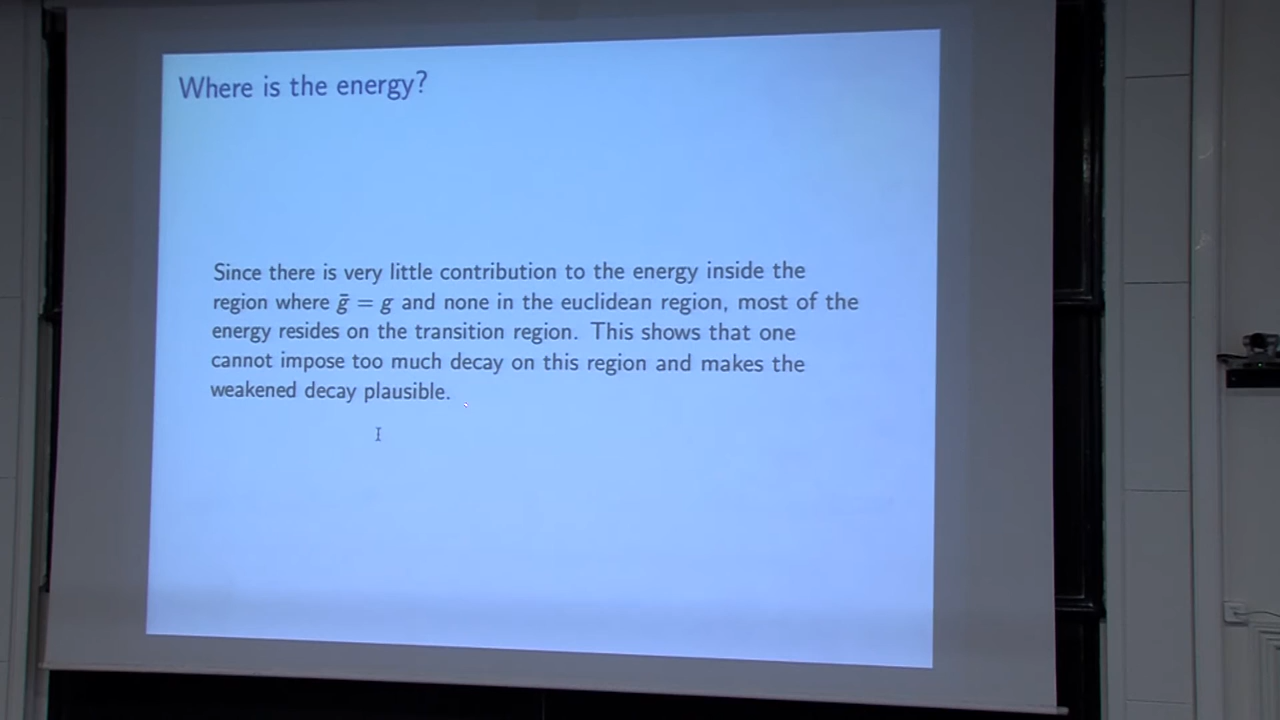 Where is the energy?
Since there is very little contribution to the energy inside the
region where ḡ = g and none in the euclidean region, most of the
energy resides on the transition region. This shows that one
cannot impose too much decay on this region and makes the
weakened decay plausible.